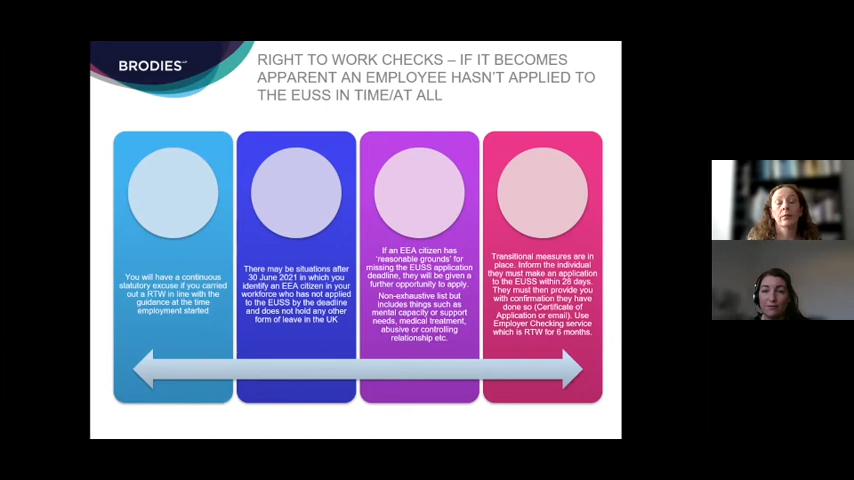 BRODIES LLP
RIGHT TO WORK CHECKS – IF IT BECOMES
APPARENT AN EMPLOYEE HASN'T APPLIED TO
THE EUSS IN TIME/AT ALL
You will have a continuous
statutory excuse if you carried
out a RTW in line with the
guidance at the time
employment started
There may be situations after
30 June 2021 in which you
identify an EEA citizen in your
workforce who has not applied
to the EUSS by the deadline
and does not hold any other
form of leave in the UK
If an EEA citizen has
'reasonable grounds' for
missing the EUSS application
deadline, they will be given a
further opportunity to apply.
Non-exhaustive list but
includes things such as
mental capacity or support
needs, medical treatment,
abusive or controlling
relationship etc.
Transitional measures are in
place. Inform the individual
they must make an application
to the EUSS within 28 days.
They must then provide you
with confirmation they have
done so (Certificate of
Application or email). Use
Employer Checking service
which is RTW for 6 months.